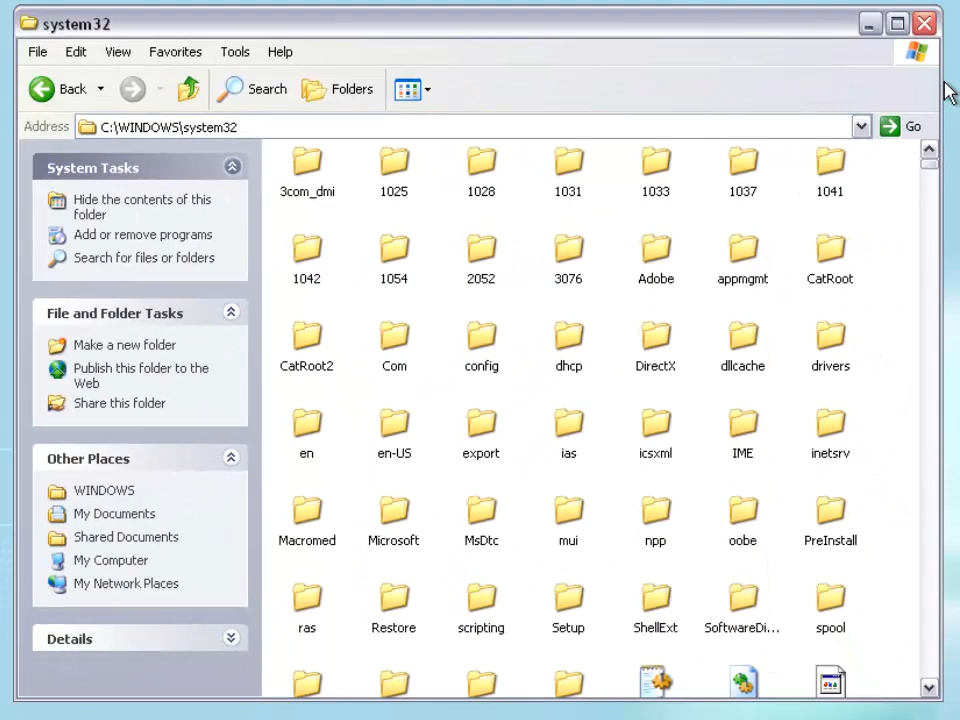 system32
File Edit View Favorites Tools Help
Back Search Folders
Address C:\WINDOWS\system32 Go
System Tasks
Hide the contents of this
folder
Add or remove programs
Search for files or folders
File and Folder Tasks
Make a new folder
Publish this folder to the
Web
Share this folder
Other Places
WINDOWS
My Documents
Shared Documents
My Computer
My Network Places
Details
3com_dmi 1025 1028 1031 1033 1037 1041
1042 1054 2052 3076 Adobe appmgmt CatRoot
CatRoot2 Com config dhcp DirectX dllcache drivers
en en-US export ias icsxml IME inetsrv
Macromed Microsoft MsDtc mui npp oobe PreInstall
ras Restore scripting Setup ShellExt SoftwareDi... spool